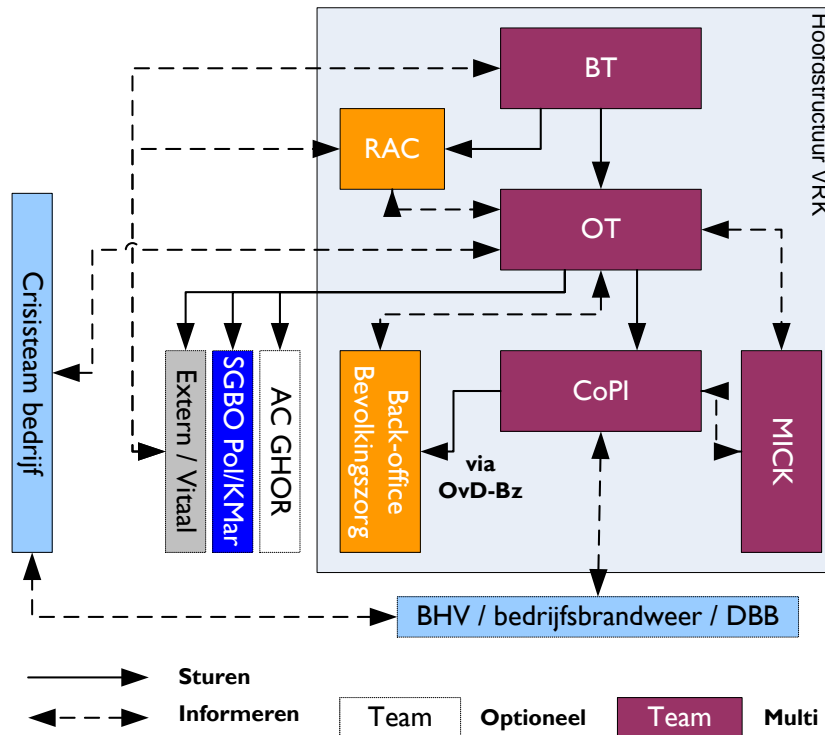 Hoofdstructuur VRK
BT
RAC
OT
Crisisteam bedrijf
Extern / Vitaal
SGBO Pol/KMar
AC GHOR
Back-office
Bevolkingszorg
CoPI
MICK
via
OvD-Bz
BHV / bedrijfsbrandweer / DBB
Sturen
Informeren
Team
Optioneel
Team
Multi